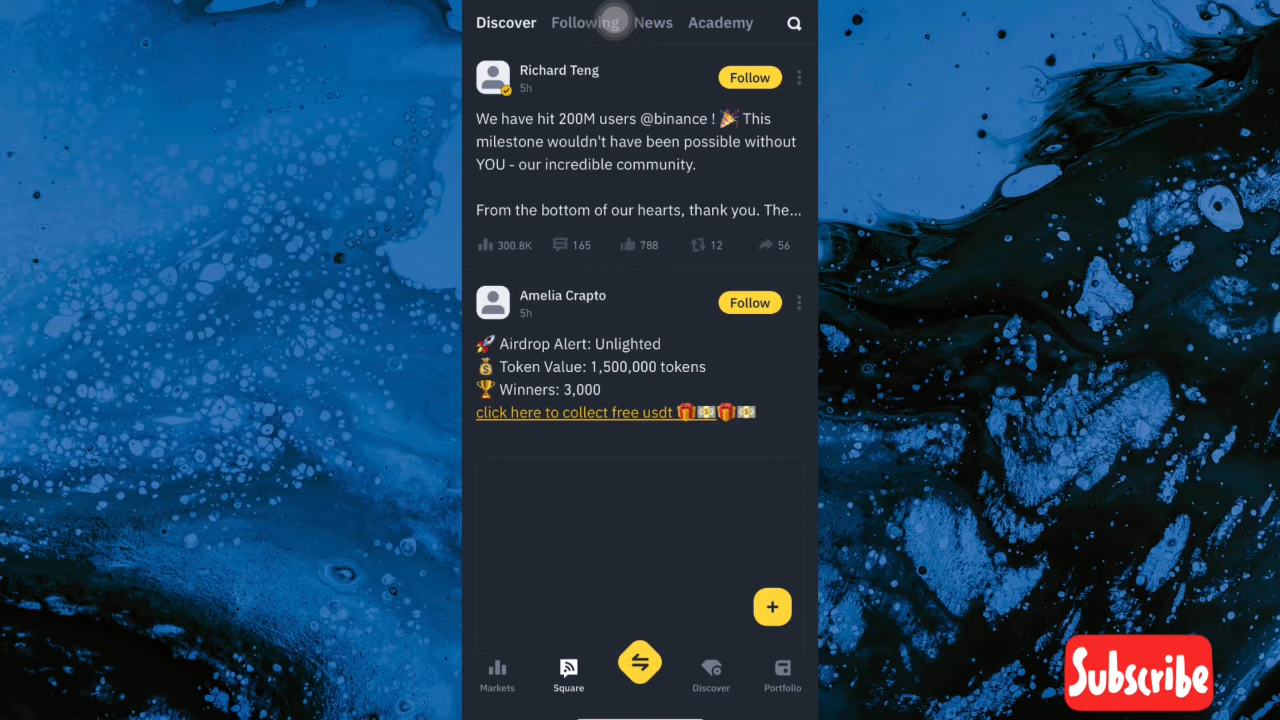 Discover Following News Academy
Richard Teng
5h
Follow
We have hit 200M users @binance ! 🎉 This
milestone wouldn't have been possible without
YOU - our incredible community.
From the bottom of our hearts, thank you. The...
300.8K 165 788 12 56
Amelia Crapto
5h
Follow
🚀 Airdrop Alert: Unlighted
💰 Token Value: 1,500,000 tokens
🏆 Winners: 3,000
click here to collect free usdt 🎁💵🎁💵
Markets Square Discover Portfolio
Subscribe